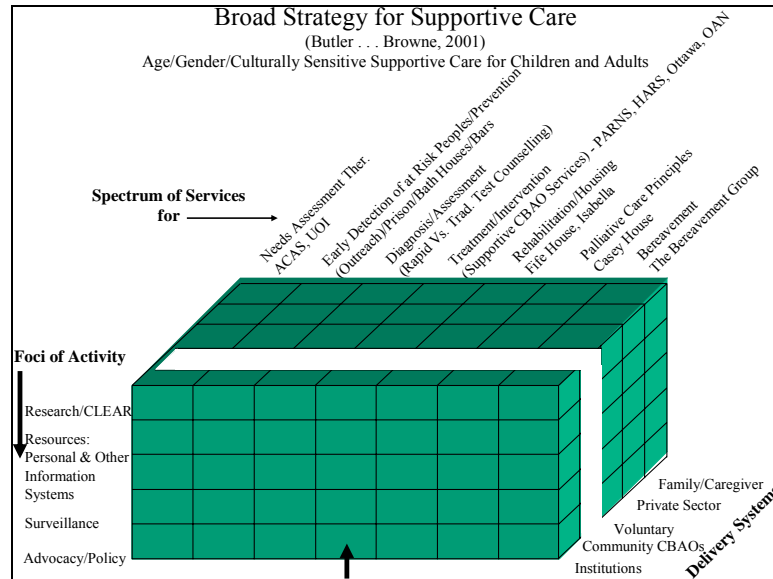 Broad Strategy for Supportive Care
(Butler . . . Browne, 2001)
Age/Gender/Culturally Sensitive Supportive Care for Children and Adults
Spectrum of Services
for
Needs Assessment Ther.
ACAS, UOI
Early Detection of at Risk Peoples/Prevention
(Outreach)/Prison/Bath Houses/Bars
Diagnosis/Assessment
(Rapid Vs. Trad. Test Counselling)
Treatment/Intervention
(Supportive CBAO Services) - PARNS, HARS, Ottawa, OAN
Rehabilitation/Housing
Fife House, Isabella
Palliative Care Principles
Casey House
Bereavement
The Bereavement Group
Foci of Activity
Research/CLEAR
Resources:
Personal & Other
Information
Systems
Surveillance
Advocacy/Policy
Family/Caregiver
Private Sector
Voluntary
Community CBAOs
Institutions
Delivery Systems